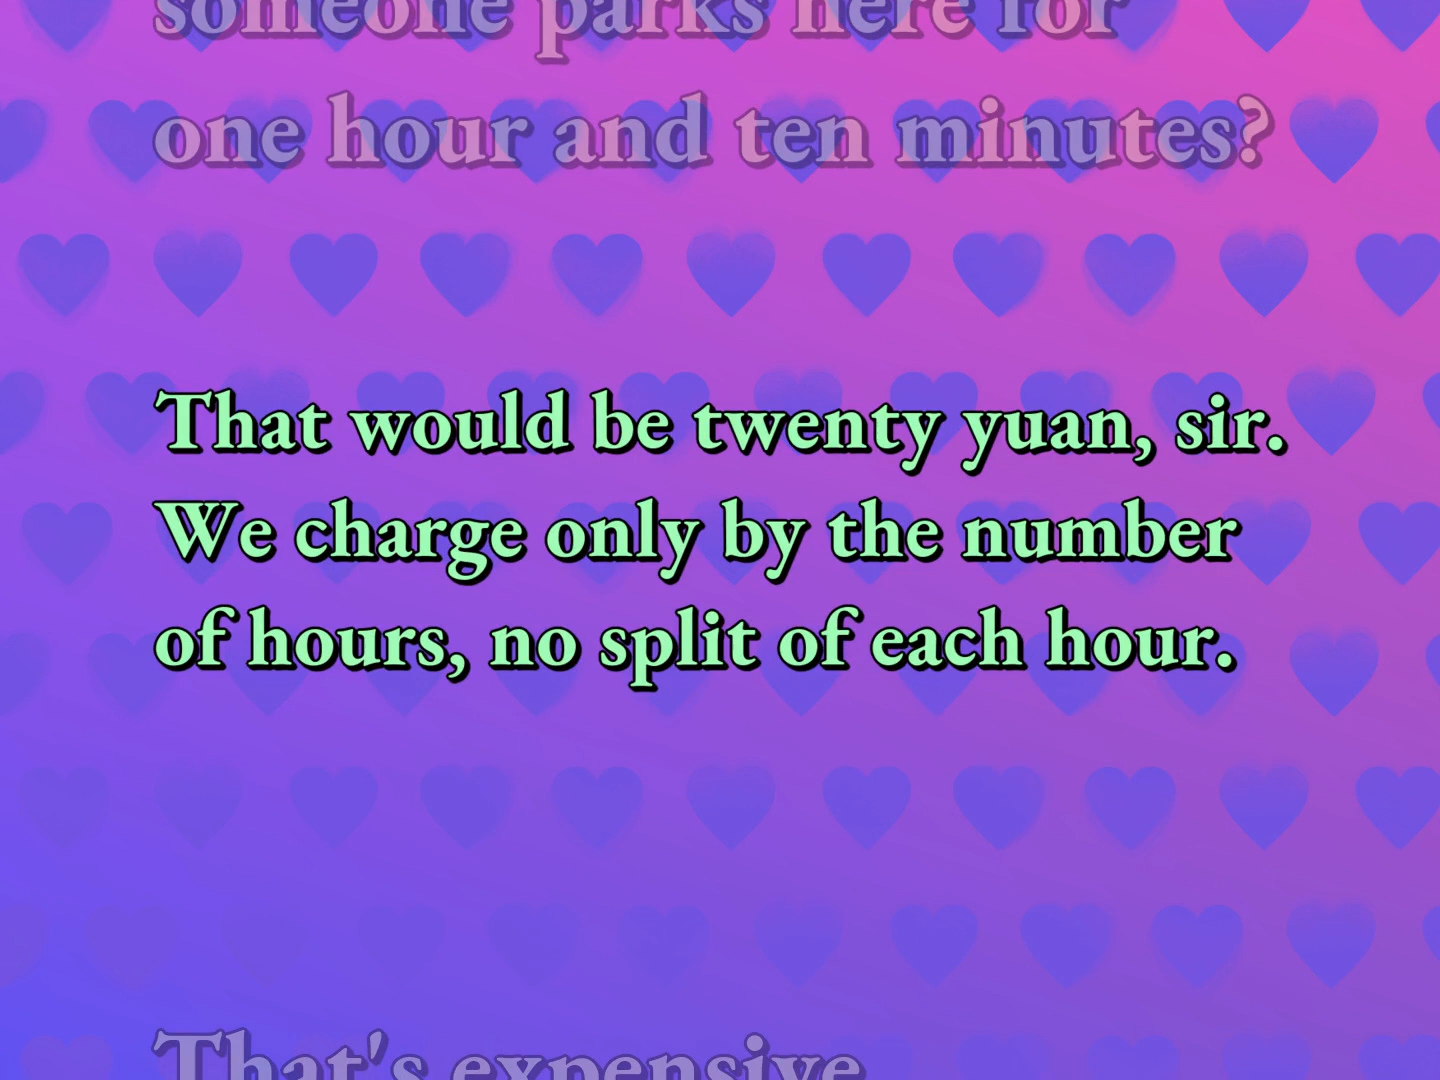 someone parks here for
one hour and ten minutes?
That would be twenty yuan, sir.
We charge only by the number
of hours, no split of each hour.
That's expensive